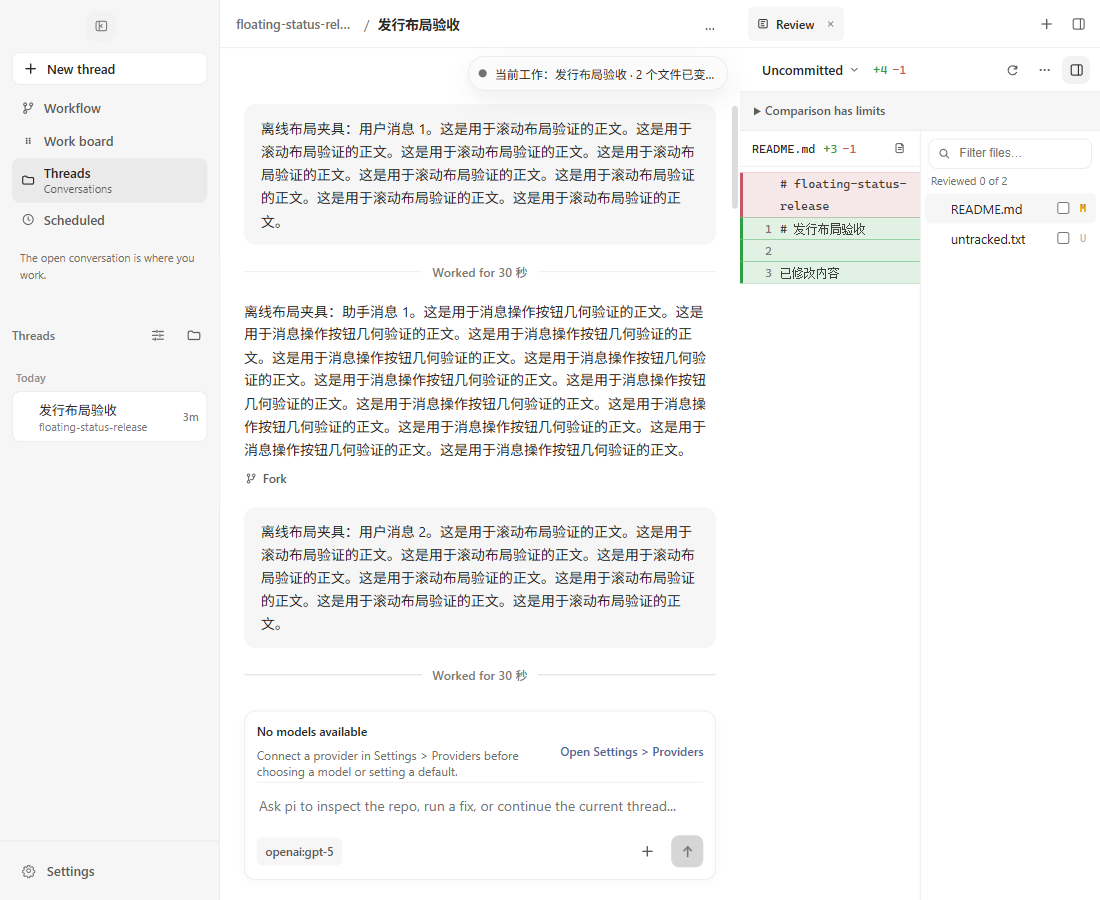 New thread
Workflow
Work board
Threads
Conversations
Scheduled
The open conversation is where you
work.
Threads
Today
发行布局验收
floating-status-release
3m
Settings
floating-status-rel... / 发行布局验收
...
当前工作：发行布局验收 · 2 个文件已变...
离线布局夹具：用户消息 1。这是用于滚动布局验证的正文。这是用于
滚动布局验证的正文。这是用于滚动布局验证的正文。这是用于滚动布
局验证的正文。这是用于滚动布局验证的正文。这是用于滚动布局验证
的正文。这是用于滚动布局验证的正文。这是用于滚动布局验证的正
文。
Worked for 30 秒
离线布局夹具：助手消息 1。这是用于消息操作按钮几何验证的正文。这是
用于消息操作按钮几何验证的正文。这是用于消息操作按钮几何验证的正
文。这是用于消息操作按钮几何验证的正文。这是用于消息操作按钮几何验
证的正文。这是用于消息操作按钮几何验证的正文。这是用于消息操作按钮
几何验证的正文。这是用于消息操作按钮几何验证的正文。这是用于消息操
作按钮几何验证的正文。这是用于消息操作按钮几何验证的正文。这是用于
消息操作按钮几何验证的正文。这是用于消息操作按钮几何验证的正文。
Fork
离线布局夹具：用户消息 2。这是用于滚动布局验证的正文。这是用于
滚动布局验证的正文。这是用于滚动布局验证的正文。这是用于滚动布
局验证的正文。这是用于滚动布局验证的正文。这是用于滚动布局验证
的正文。这是用于滚动布局验证的正文。这是用于滚动布局验证的正
文。
Worked for 30 秒
No models available
Connect a provider in Settings > Providers before
choosing a model or setting a default.
Open Settings > Providers
Ask pi to inspect the repo, run a fix, or continue the current thread...
openai:gpt-5
Review
Uncommitted +4 −1
Comparison has limits
README.md +3 −1
# floating-status-
release
1 # 发行布局验收
2
3 已修改内容
Filter files...
Reviewed 0 of 2
README.md M
untracked.txt U